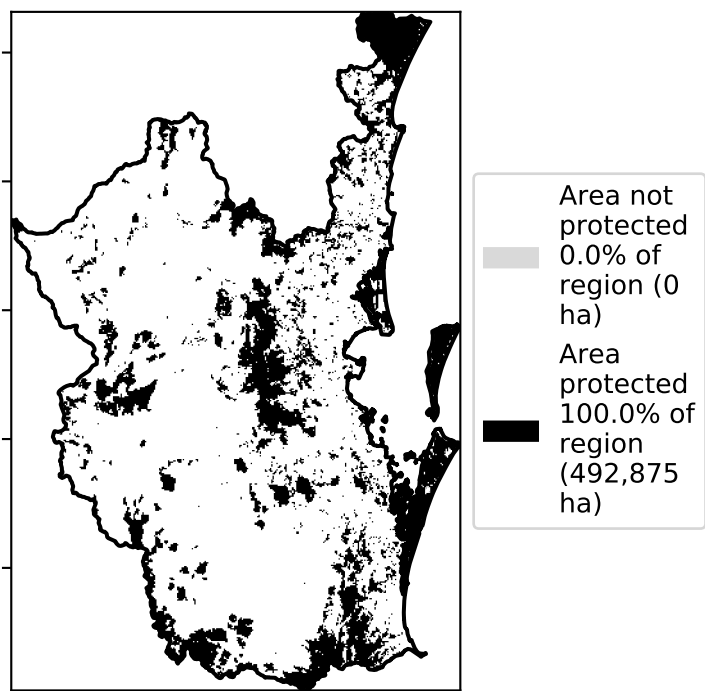 Area not
protected
0.0% of
region (0
ha)
Area
protected
100.0% of
region
(492,875
ha)